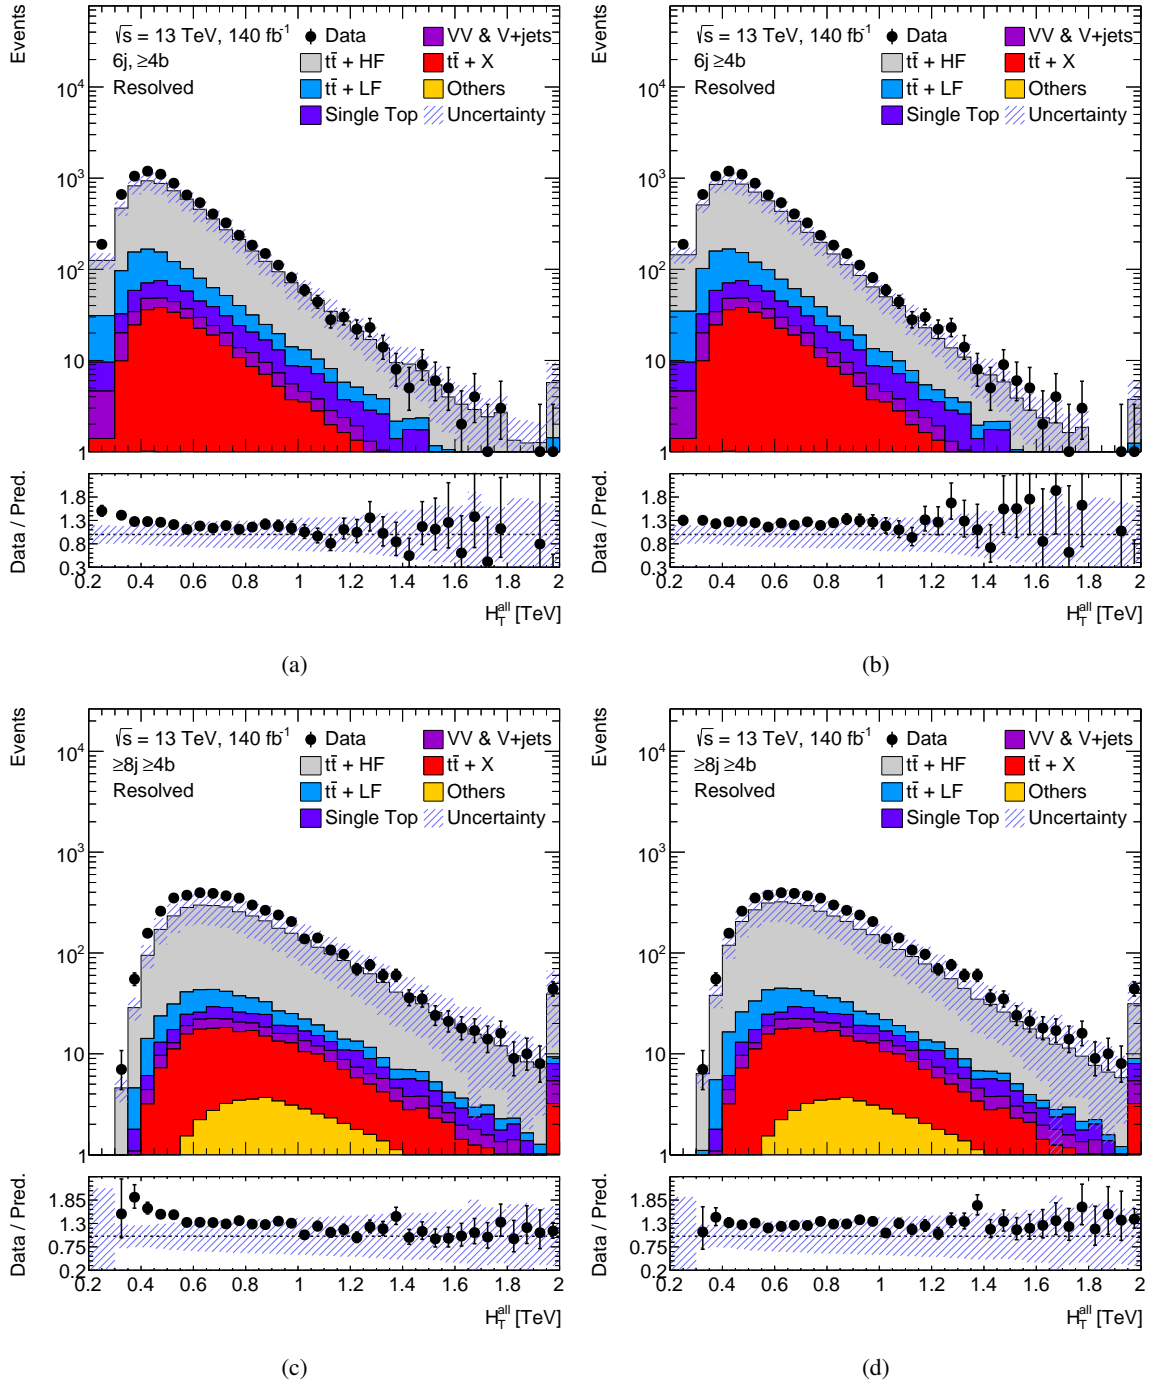 Events
√s = 13 TeV, 140 fb⁻¹
6j, ≥4b
Resolved
Data
tt̄ + HF
tt̄ + LF
Single Top
VV & V+jets
tt̄ + X
Others
Uncertainty
10⁴
10³
10²
10
1
Data / Pred.
1.8
1.3
0.8
0.3
0.2 0.4 0.6 0.8 1 1.2 1.4 1.6 1.8 2
H_T^all [TeV]
(a)
Events
√s = 13 TeV, 140 fb⁻¹
6j ≥4b
Resolved
Data
tt̄ + HF
tt̄ + LF
Single Top
VV & V+jets
tt̄ + X
Others
Uncertainty
10⁴
10³
10²
10
1
Data / Pred.
1.8
1.3
0.8
0.3
0.2 0.4 0.6 0.8 1 1.2 1.4 1.6 1.8 2
H_T^all [TeV]
(b)
Events
√s = 13 TeV, 140 fb⁻¹
≥8j ≥4b
Resolved
Data
tt̄ + HF
tt̄ + LF
Single Top
VV & V+jets
tt̄ + X
Others
Uncertainty
10⁴
10³
10²
10
1
Data / Pred.
1.85
1.3
0.75
0.2
0.2 0.4 0.6 0.8 1 1.2 1.4 1.6 1.8 2
H_T^all [TeV]
(c)
Events
√s = 13 TeV, 140 fb⁻¹
≥8j ≥4b
Resolved
Data
tt̄ + HF
tt̄ + LF
Single Top
VV & V+jets
tt̄ + X
Others
Uncertainty
10⁴
10³
10²
10
1
Data / Pred.
1.85
1.3
0.75
0.2
0.2 0.4 0.6 0.8 1 1.2 1.4 1.6 1.8 2
H_T^all [TeV]
(d)